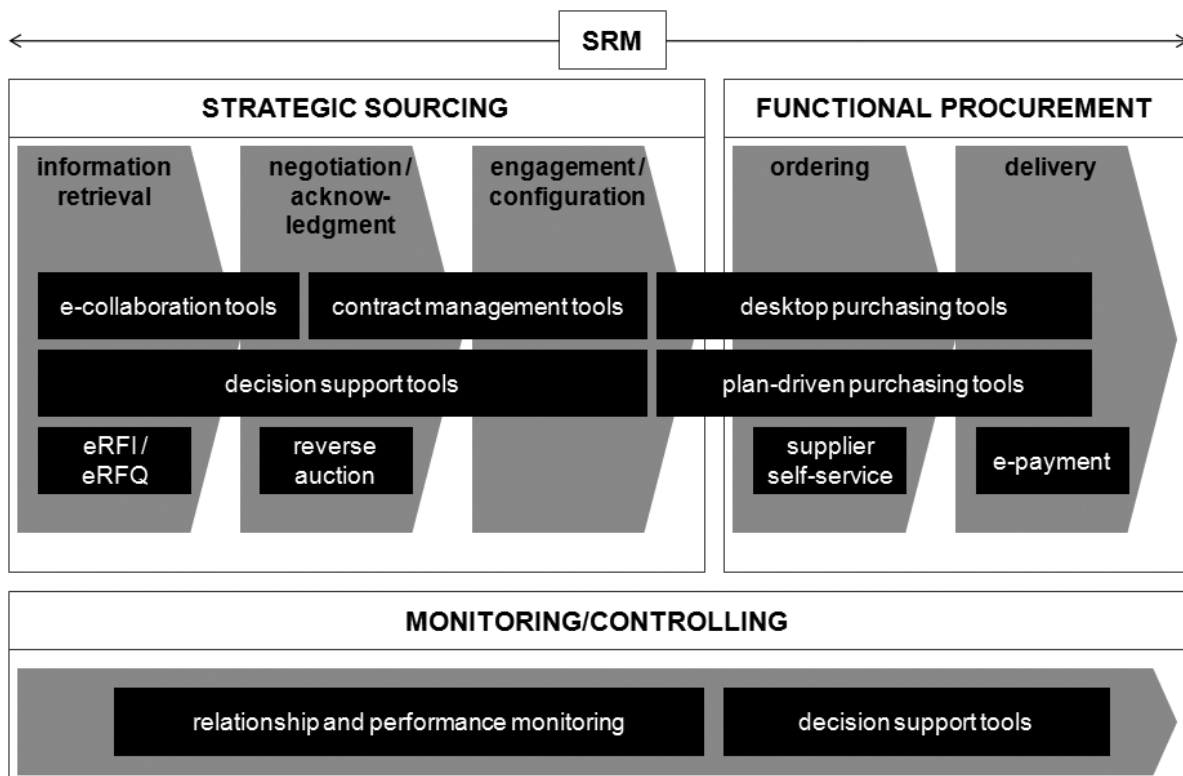 SRM
STRATEGIC SOURCING
FUNCTIONAL PROCUREMENT
information
retrieval
negotiation /
acknow-
ledgment
engagement /
configuration
ordering
delivery
e-collaboration tools
contract management tools
desktop purchasing tools
decision support tools
plan-driven purchasing tools
eRFI /
eRFQ
reverse
auction
supplier
self-service
e-payment
MONITORING/CONTROLLING
relationship and performance monitoring
decision support tools